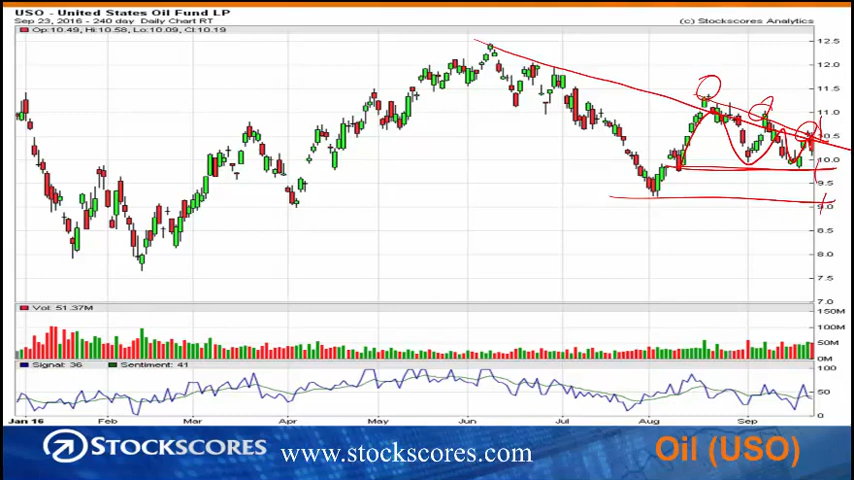 USO - United States Oil Fund LP
Sep 23, 2016 - 240 day Daily Chart RT
(c) Stockscores Analytics
Op:10.49, Hi:10.58, Lo:10.09, Cl:10.19
12.5
12.0
11.5
11.0
10.5
10.0
9.5
9.0
8.5
8.0
7.5
7.0
Vol: 51.37M
150M
100M
50M
0M
Signal: 36
Sentiment: 41
100
50
0
Jan 16
Feb
Mar
Apr
May
Jun
Jul
Aug
Sep
STOCKSCORES
www.stockscores.com
Oil (USO)